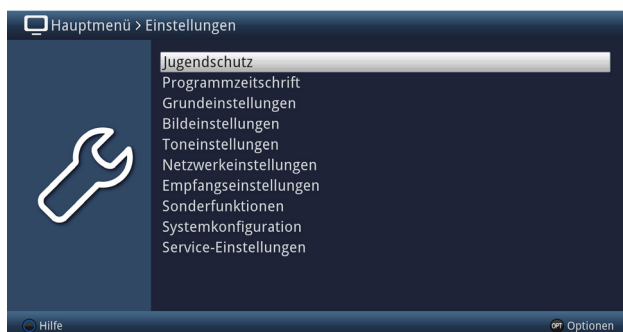 Hauptmenü > Einstellungen
Jugendschutz
Programmzeitschrift
Grundeinstellungen
Bildeinstellungen
Toneinstellungen
Netzwerkeinstellungen
Empfangseinstellungen
Sonderfunktionen
Systemkonfiguration
Service-Einstellungen
Hilfe
OPT Optionen